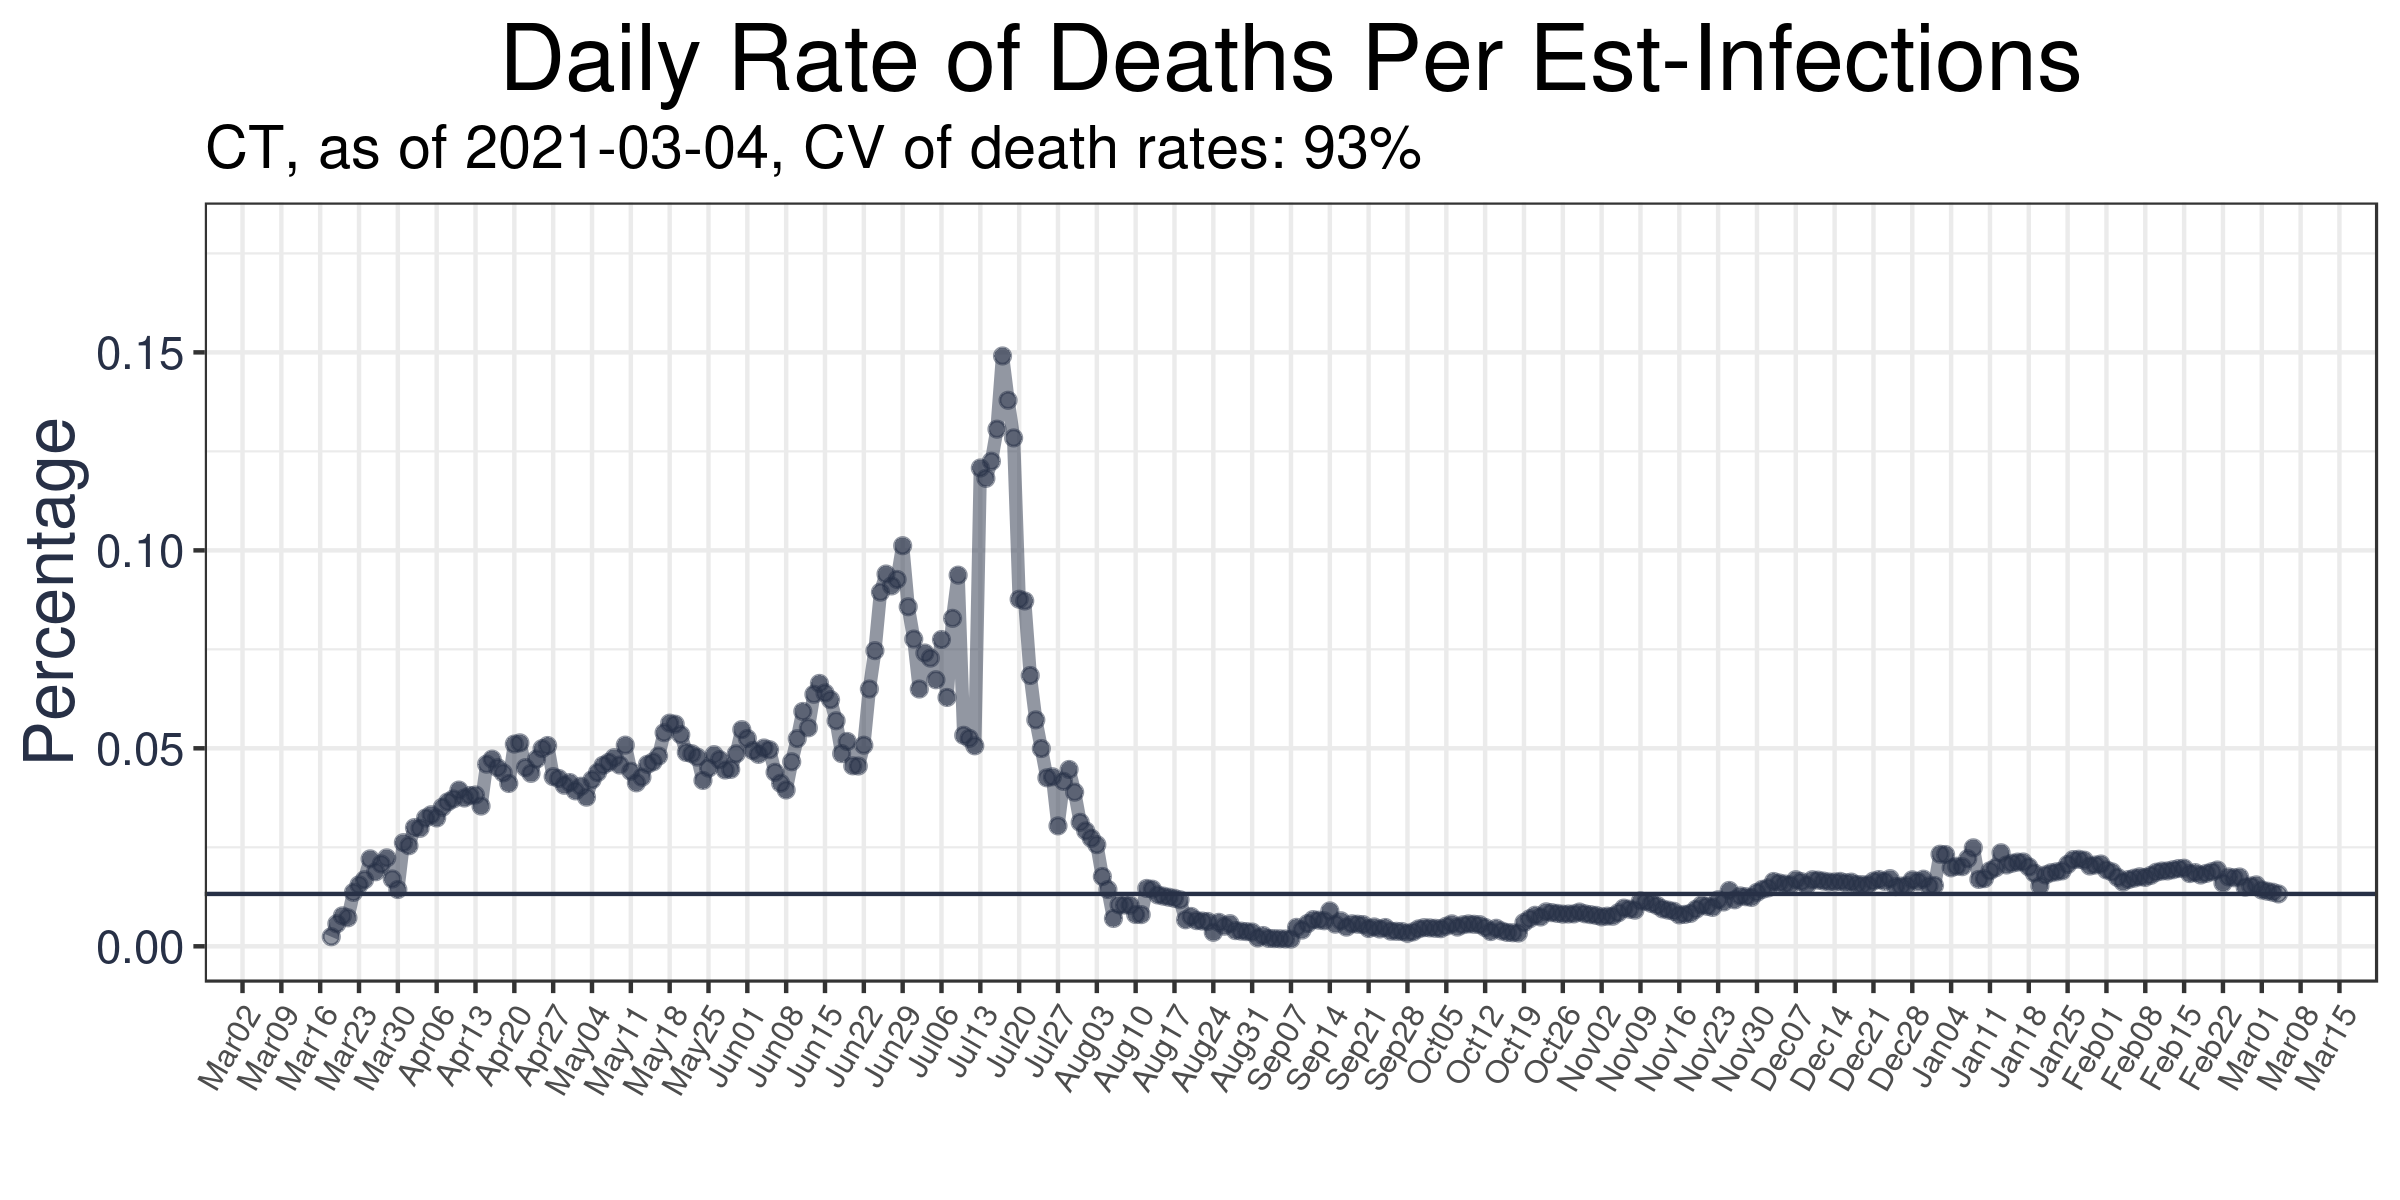 Daily Rate of Deaths Per Est-Infections
CT, as of 2021-03-04, CV of death rates: 93%
Percentage
0.15
0.10
0.05
0.00
Mar02
Mar09
Mar16
Mar23
Mar30
Apr06
Apr13
Apr20
Apr27
May04
May11
May18
May25
Jun01
Jun08
Jun15
Jun22
Jun29
Jul06
Jul13
Jul20
Jul27
Aug03
Aug10
Aug17
Aug24
Aug31
Sep07
Sep14
Sep21
Sep28
Oct05
Oct12
Oct19
Oct26
Nov02
Nov09
Nov16
Nov23
Nov30
Dec07
Dec14
Dec21
Dec28
Jan04
Jan11
Jan18
Jan25
Feb01
Feb08
Feb15
Feb22
Mar01
Mar08
Mar15